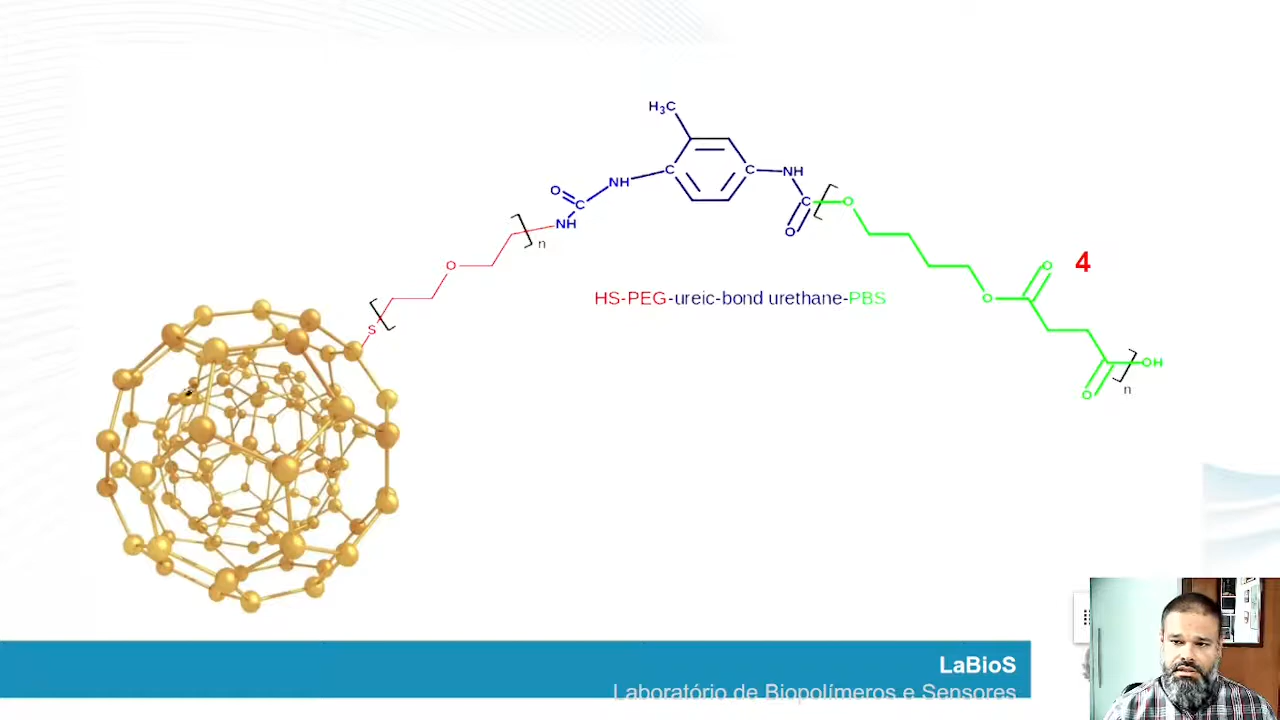 H₃C
C
C
NH
NH
O
C
NH
C
O
O
n
O
O
4
O
HS-PEG-ureic-bond urethane-PBS
S
OH
O
n
LaBioS
Laboratório de Biopolímeros e Sensores